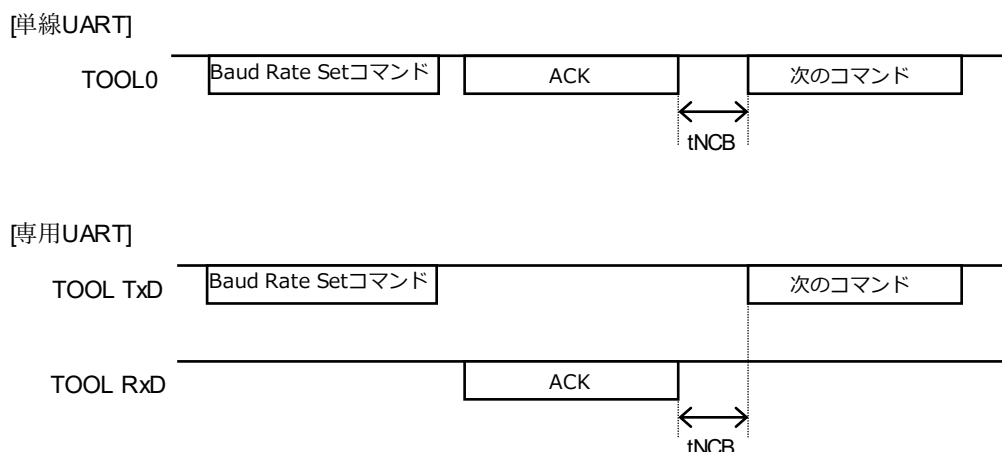 [単線UART]
TOOL0 Baud Rate Setコマンド ACK 次のコマンド
tNCB
[専用UART]
TOOL TxD Baud Rate Setコマンド 次のコマンド
TOOL RxD ACK
tNCB